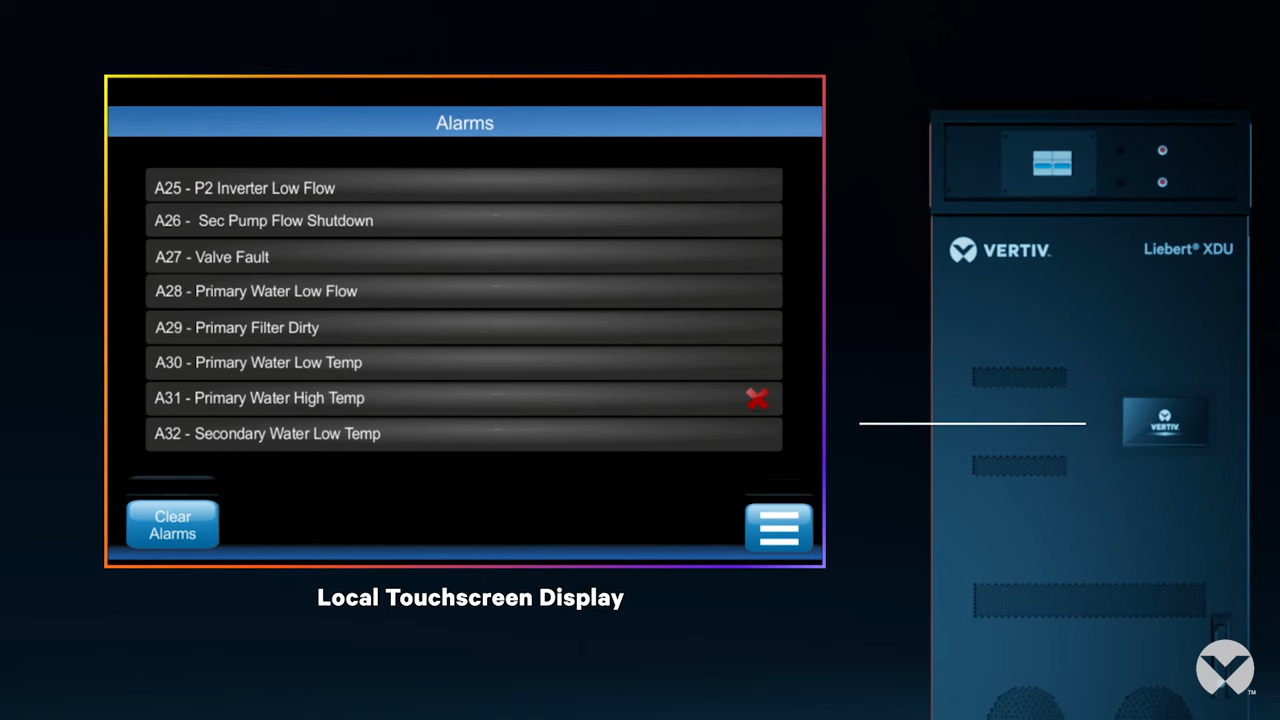 Alarms
A25 - P2 Inverter Low Flow
A26 - Sec Pump Flow Shutdown
A27 - Valve Fault
A28 - Primary Water Low Flow
A29 - Primary Filter Dirty
A30 - Primary Water Low Temp
A31 - Primary Water High Temp
A32 - Secondary Water Low Temp
Clear
Alarms
Local Touchscreen Display
VERTIV™
Liebert® XDU
VERTIV
TM